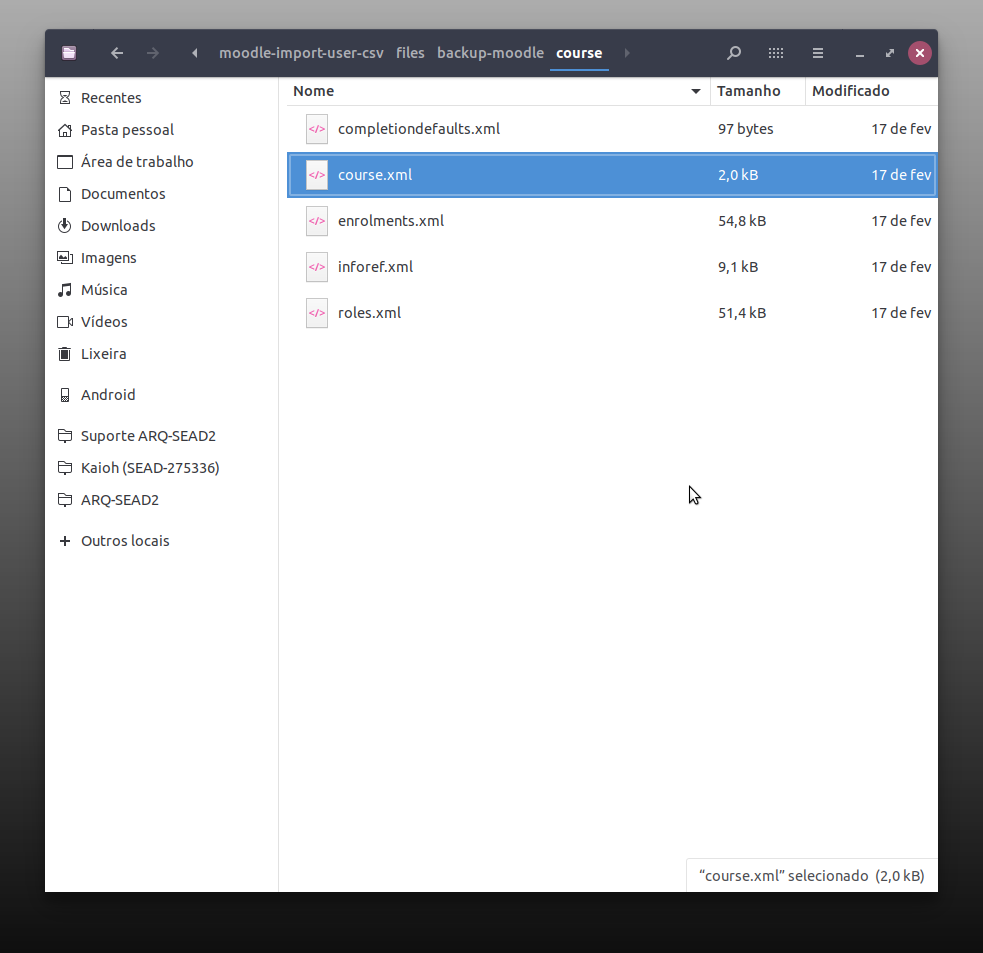 moodle-import-user-csv files backup-moodle course
Recentes
Pasta pessoal
Área de trabalho
Documentos
Downloads
Imagens
Música
Vídeos
Lixeira
Android
Suporte ARQ-SEAD2
Kaioh (SEAD-275336)
ARQ-SEAD2
Outros locais
Nome Tamanho Modificado
completiondefaults.xml 97 bytes 17 de fev
course.xml 2,0 kB 17 de fev
enrolments.xml 54,8 kB 17 de fev
inforef.xml 9,1 kB 17 de fev
roles.xml 51,4 kB 17 de fev
“course.xml” selecionado (2,0 kB)